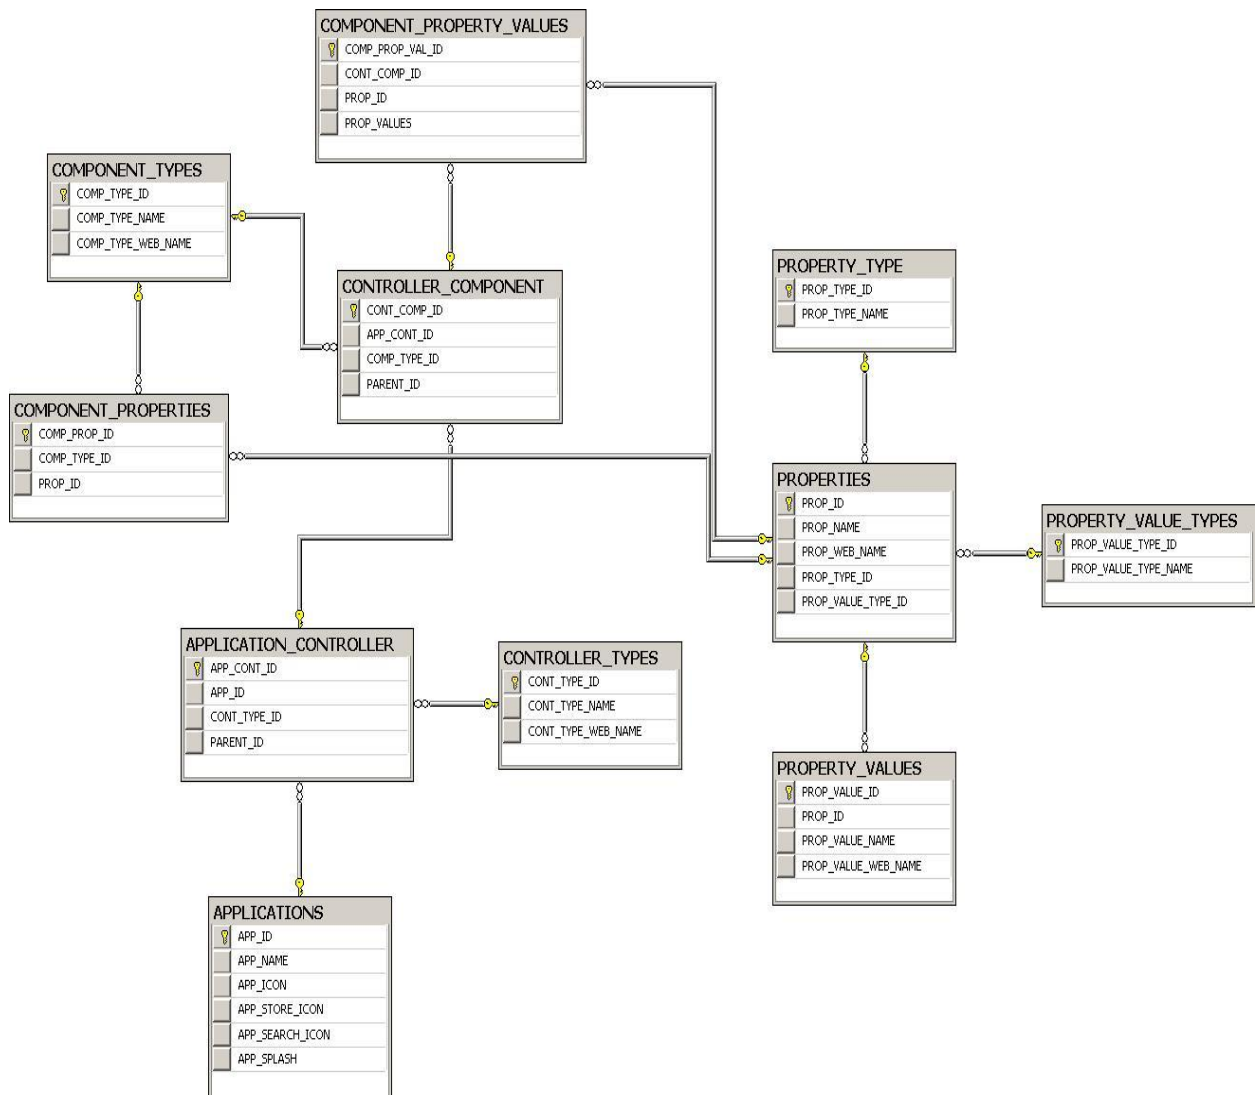 COMPONENT_PROPERTY_VALUES
COMP_PROP_VAL_ID
CONT_COMP_ID
PROP_ID
PROP_VALUES
COMPONENT_TYPES
COMP_TYPE_ID
COMP_TYPE_NAME
COMP_TYPE_WEB_NAME
CONTROLLER_COMPONENT
CONT_COMP_ID
APP_CONT_ID
COMP_TYPE_ID
PARENT_ID
PROPERTY_TYPE
PROP_TYPE_ID
PROP_TYPE_NAME
COMPONENT_PROPERTIES
COMP_PROP_ID
COMP_TYPE_ID
PROP_ID
PROPERTIES
PROP_ID
PROP_NAME
PROP_WEB_NAME
PROP_TYPE_ID
PROP_VALUE_TYPE_ID
PROPERTY_VALUE_TYPES
PROP_VALUE_TYPE_ID
PROP_VALUE_TYPE_NAME
APPLICATION_CONTROLLER
APP_CONT_ID
APP_ID
CONT_TYPE_ID
PARENT_ID
CONTROLLER_TYPES
CONT_TYPE_ID
CONT_TYPE_NAME
CONT_TYPE_WEB_NAME
PROPERTY_VALUES
PROP_VALUE_ID
PROP_ID
PROP_VALUE_NAME
PROP_VALUE_WEB_NAME
APPLICATIONS
APP_ID
APP_NAME
APP_ICON
APP_STORE_ICON
APP_SEARCH_ICON
APP_SPLASH